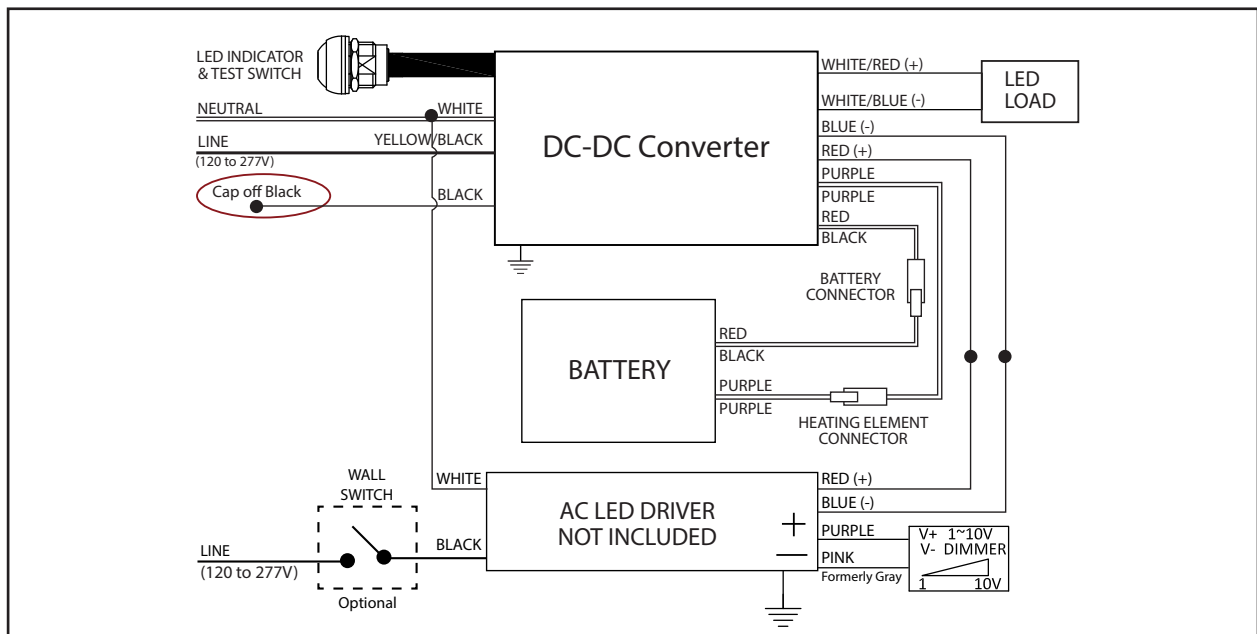 LED INDICATOR
& TEST SWITCH
NEUTRAL
WHITE
LINE
(120 to 277V)
YELLOW/BLACK
Cap off Black
BLACK
DC-DC Converter
WHITE/RED (+)
WHITE/BLUE (-)
LED
LOAD
BLUE (-)
RED (+)
PURPLE
PURPLE
RED
BLACK
BATTERY
CONNECTOR
BATTERY
RED
BLACK
PURPLE
PURPLE
HEATING ELEMENT
CONNECTOR
WALL
SWITCH
WHITE
AC LED DRIVER
NOT INCLUDED
+
—
RED (+)
BLUE (-)
PURPLE
PINK
Formerly Gray
V+ 1~10V
V- DIMMER
1 10V
LINE
(120 to 277V)
BLACK
Optional